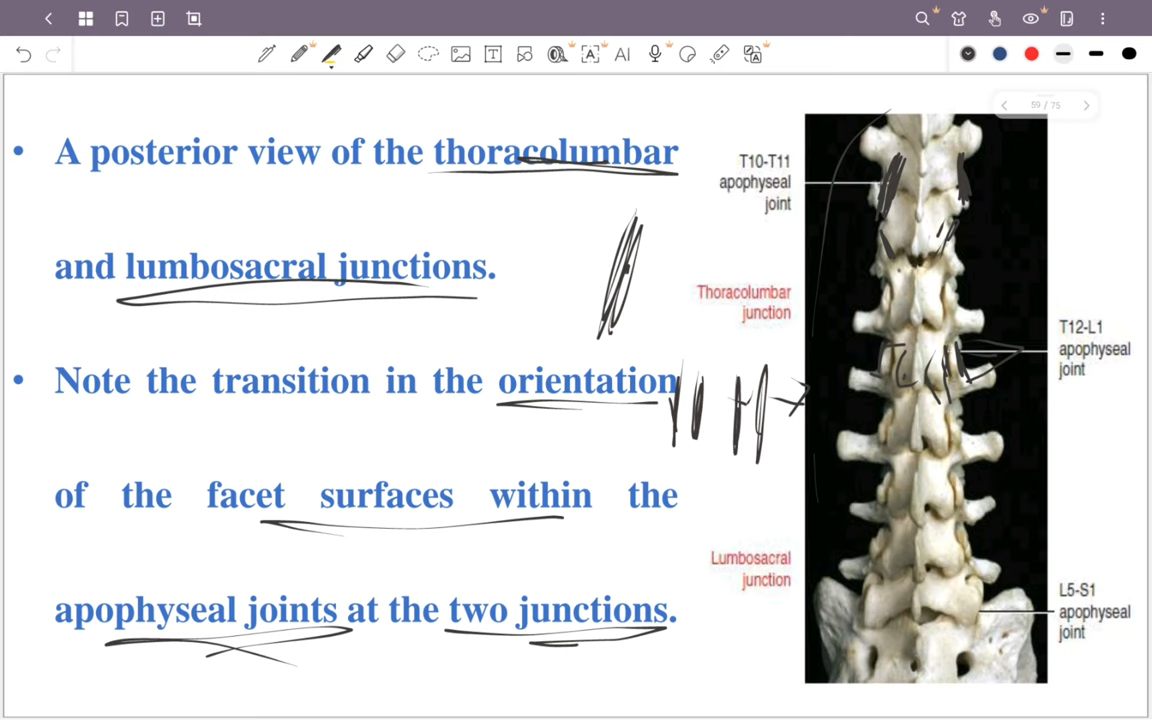 AI
59 / 75
• A posterior view of the thoracolumbar
and lumbosacral junctions.
• Note the transition in the orientation
of the facet surfaces within the
apophyseal joints at the two junctions.
T10-T11
apophyseal
joint
Thoracolumbar
junction
T12-L1
apophyseal
joint
Lumbosacral
junction
L5-S1
apophyseal
joint